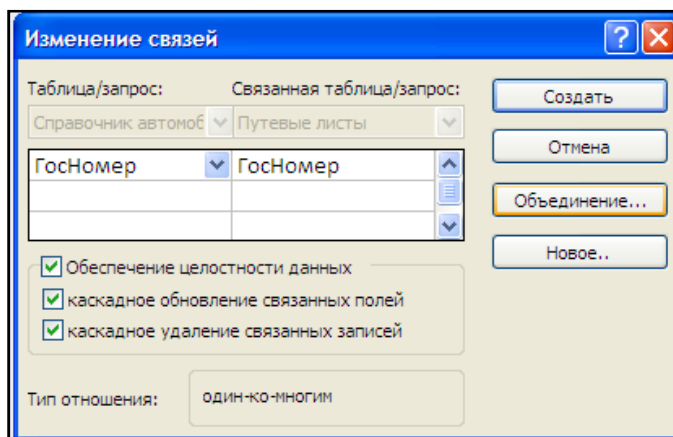 Изменение связей
Таблица/запрос: Связанная таблица/запрос:
Справочник автомоб Путевые листы
ГосНомер ГосНомер
Обеспечение целостности данных
каскадное обновление связанных полей
каскадное удаление связанных записей
Тип отношения: один-ко-многим
Создать
Отмена
Объединение...
Новое..